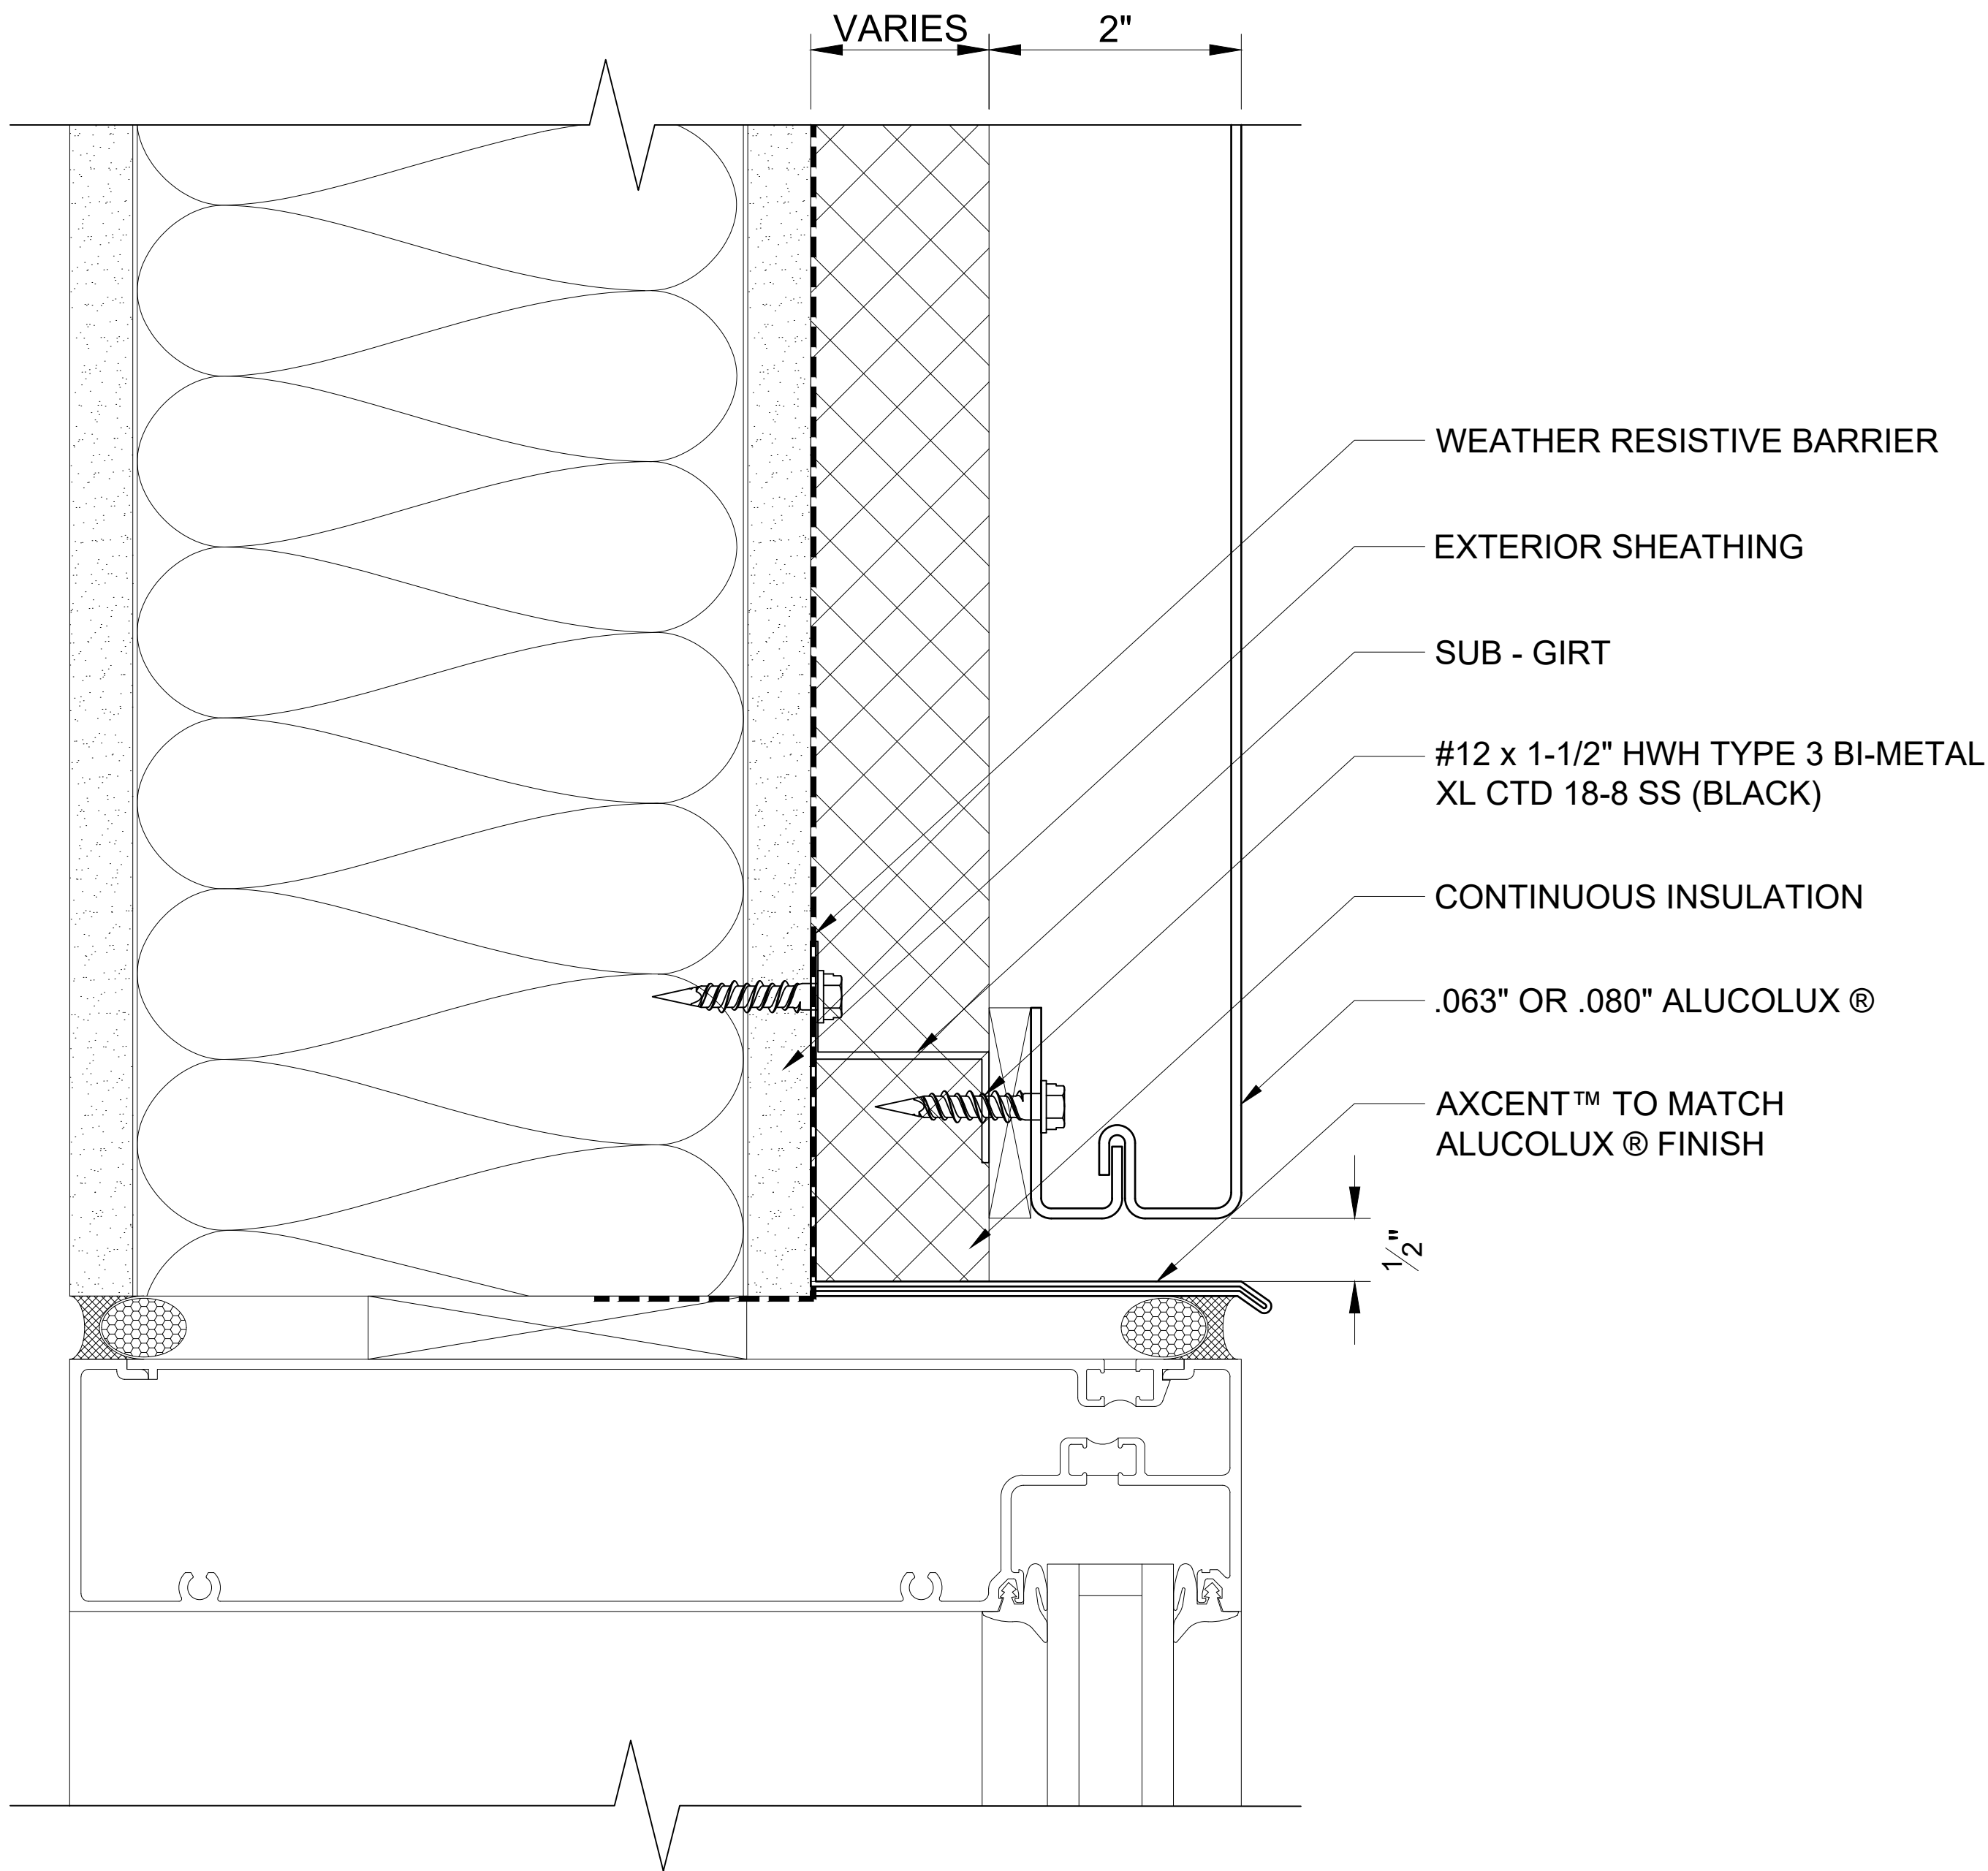 VARIES
2"
WEATHER RESISTIVE BARRIER
EXTERIOR SHEATHING
SUB - GIRT
#12 x 1-1/2" HWH TYPE 3 BI-METAL
XL CTD 18-8 SS (BLACK)
CONTINUOUS INSULATION
.063" OR .080" ALUCOLUX ®
AXCENT™ TO MATCH
ALUCOLUX ® FINISH
1/2"